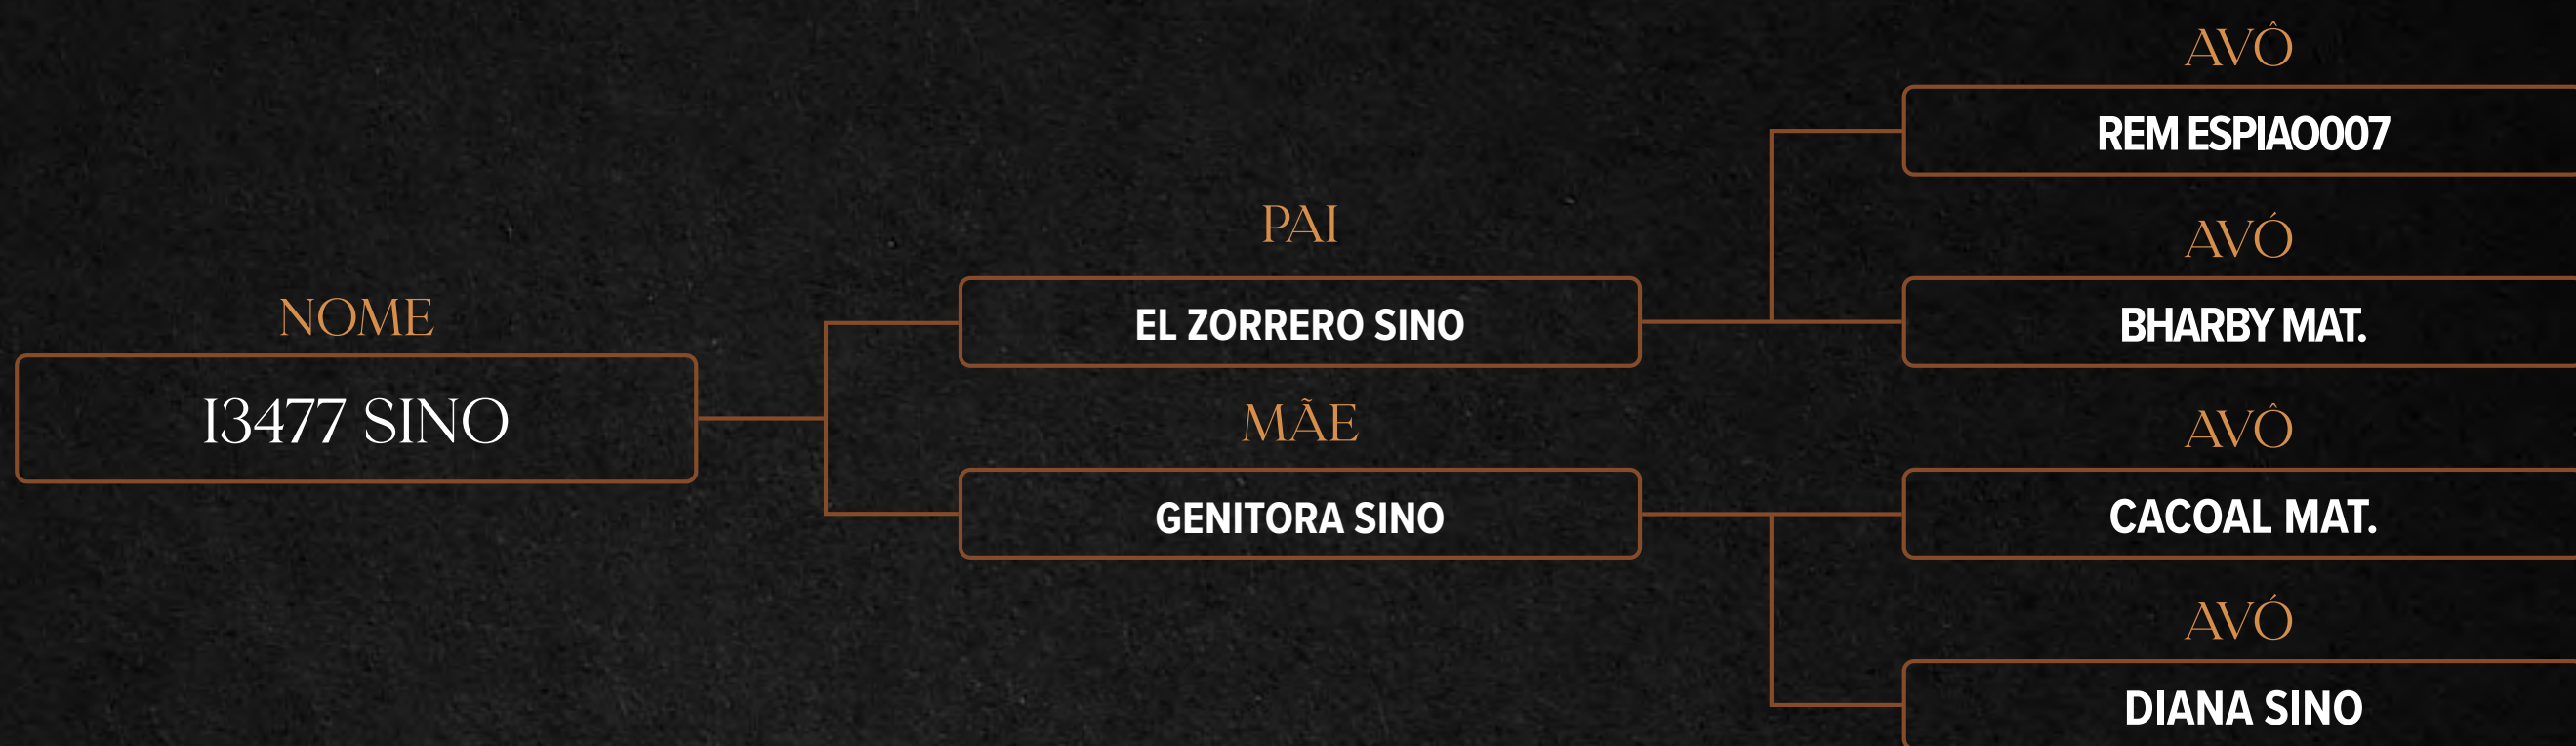 NOME
I3477 SINO
PAI
EL ZORRERO SINO
MÃE
GENITORA SINO
AVÔ
REM ESPIAO007
AVÓ
BHARBY MAT.
AVÔ
CACOAL MAT.
AVÓ
DIANA SINO